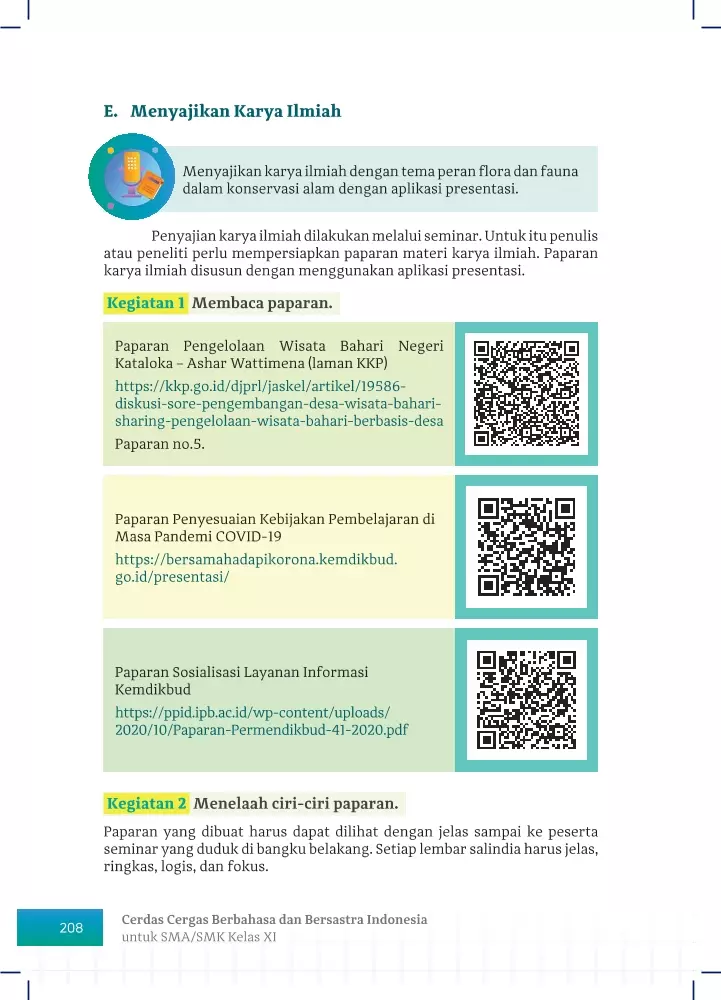 E. Menyajikan Karya Ilmiah
Menyajikan karya ilmiah dengan tema peran flora dan fauna
dalam konservasi alam dengan aplikasi presentasi.
Penyajian karya ilmiah dilakukan melalui seminar. Untuk itu penulis
atau peneliti perlu mempersiapkan paparan materi karya ilmiah. Paparan
karya ilmiah disusun dengan menggunakan aplikasi presentasi.
Kegiatan 1 Membaca paparan.
Paparan Pengelolaan Wisata Bahari Negeri
Kataloka – Ashar Wattimena (laman KKP)
https://kkp.go.id/djprl/jaskel/artikel/19586-
diskusi-sore-pengembangan-desa-wisata-bahari-
sharing-pengelolaan-wisata-bahari-berbasis-desa
Paparan no.5.
Paparan Penyesuaian Kebijakan Pembelajaran di
Masa Pandemi COVID-19
https://bersamahadapikorona.kemdikbud.
go.id/presentasi/
Paparan Sosialisasi Layanan Informasi
Kemdikbud
https://ppid.ipb.ac.id/wp-content/uploads/
2020/10/Paparan-Permendikbud-41-2020.pdf
Kegiatan 2 Menelaah ciri-ciri paparan.
Paparan yang dibuat harus dapat dilihat dengan jelas sampai ke peserta
seminar yang duduk di bangku belakang. Setiap lembar salindia harus jelas,
ringkas, logis, dan fokus.
208
Cerdas Cergas Berbahasa dan Bersastra Indonesia
untuk SMA/SMK Kelas XI